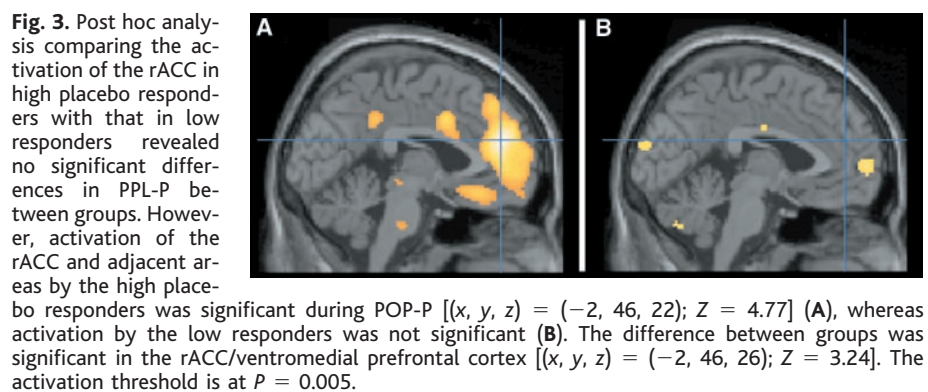 Fig. 3. Post hoc analy-
sis comparing the ac-
tivation of the rACC in
high placebo respond-
ers with that in low
responders revealed
no significant differ-
ences in PPL-P be-
tween groups. Howev-
er, activation of the
rACC and adjacent ar-
eas by the high place-
bo responders was significant during POP-P [(x, y, z) = (−2, 46, 22); Z = 4.77] (A), whereas
activation by the low responders was not significant (B). The difference between groups was
significant in the rACC/ventromedial prefrontal cortex [(x, y, z) = (−2, 46, 26); Z = 3.24]. The
activation threshold is at P = 0.005.
A
B